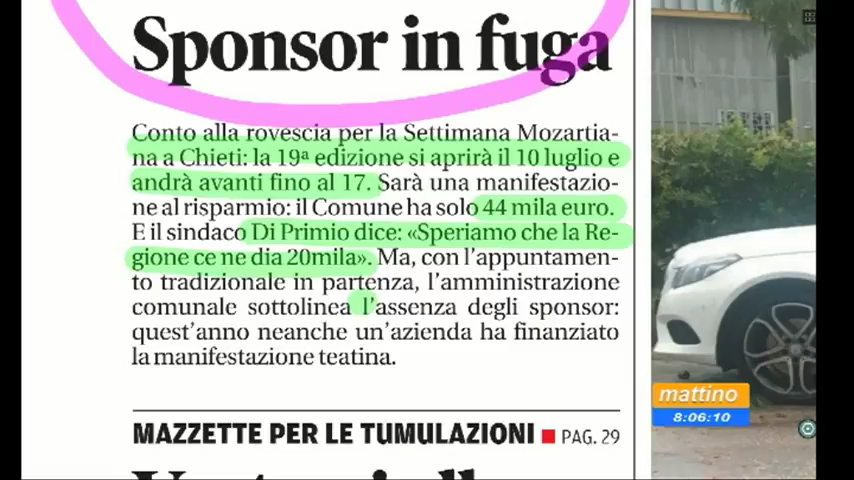 Sponsor in fuga
Conto alla rovescia per la Settimana Mozartia-
na a Chieti: la 19ª edizione si aprirà il 10 luglio e
andrà avanti fino al 17. Sarà una manifestazio-
ne al risparmio: il Comune ha solo 44 mila euro.
E il sindaco Di Primio dice: «Speriamo che la Re-
gione ce ne dia 20mila». Ma, con l'appuntamen-
to tradizionale in partenza, l'amministrazione
comunale sottolinea l'assenza degli sponsor:
quest'anno neanche un'azienda ha finanziato
la manifestazione teatina.
MAZZETTE PER LE TUMULAZIONI ■ PAG. 29
mattino
8:06:10